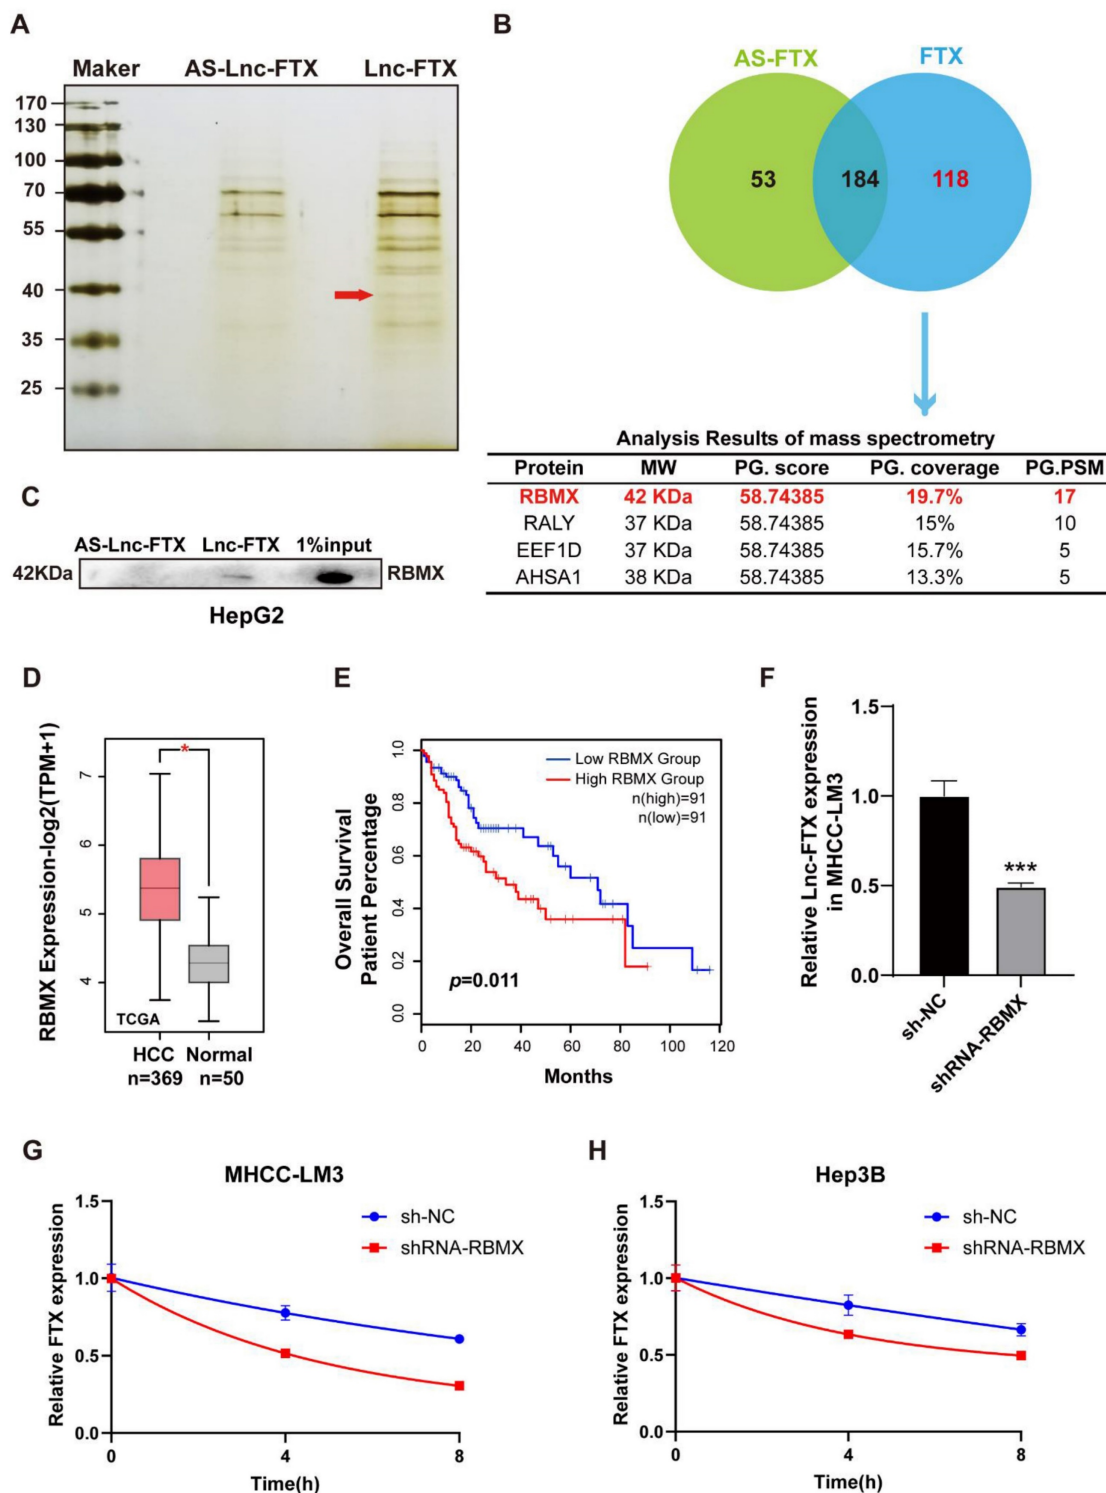 A
Maker AS-Lnc-FTX Lnc-FTX
170
130
100
70
55
40
35
25
B
AS-FTX FTX
53 184 118
Analysis Results of mass spectrometry
Protein MW PG. score PG. coverage PG.PSM
RBMX 42 KDa 58.74385 19.7% 17
RALY 37 KDa 58.74385 15% 10
EEF1D 37 KDa 58.74385 15.7% 5
AHSA1 38 KDa 58.74385 13.3% 5
C
AS-Lnc-FTX Lnc-FTX 1%input
42KDa RBMX
HepG2
D
RBMX Expression-log2(TPM+1)
*
7
6
5
4
TCGA
HCC Normal
n=369 n=50
E
Overall Survival
Patient Percentage
1.0
0.8
0.6
0.4
0.2
0.0
Low RBMX Group
High RBMX Group
n(high)=91
n(low)=91
p=0.011
0 20 40 60 80 100 120
Months
F
Relative Lnc-FTX expression
in MHCC-LM3
1.5
1.0
0.5
0.0
***
sh-NC
shRNA-RBMX
G
MHCC-LM3
Relative FTX expression
1.5
1.0
0.5
0.0
sh-NC
shRNA-RBMX
0 4 8
Time(h)
H
Hep3B
Relative FTX expression
1.5
1.0
0.5
0.0
sh-NC
shRNA-RBMX
0 4 8
Time(h)